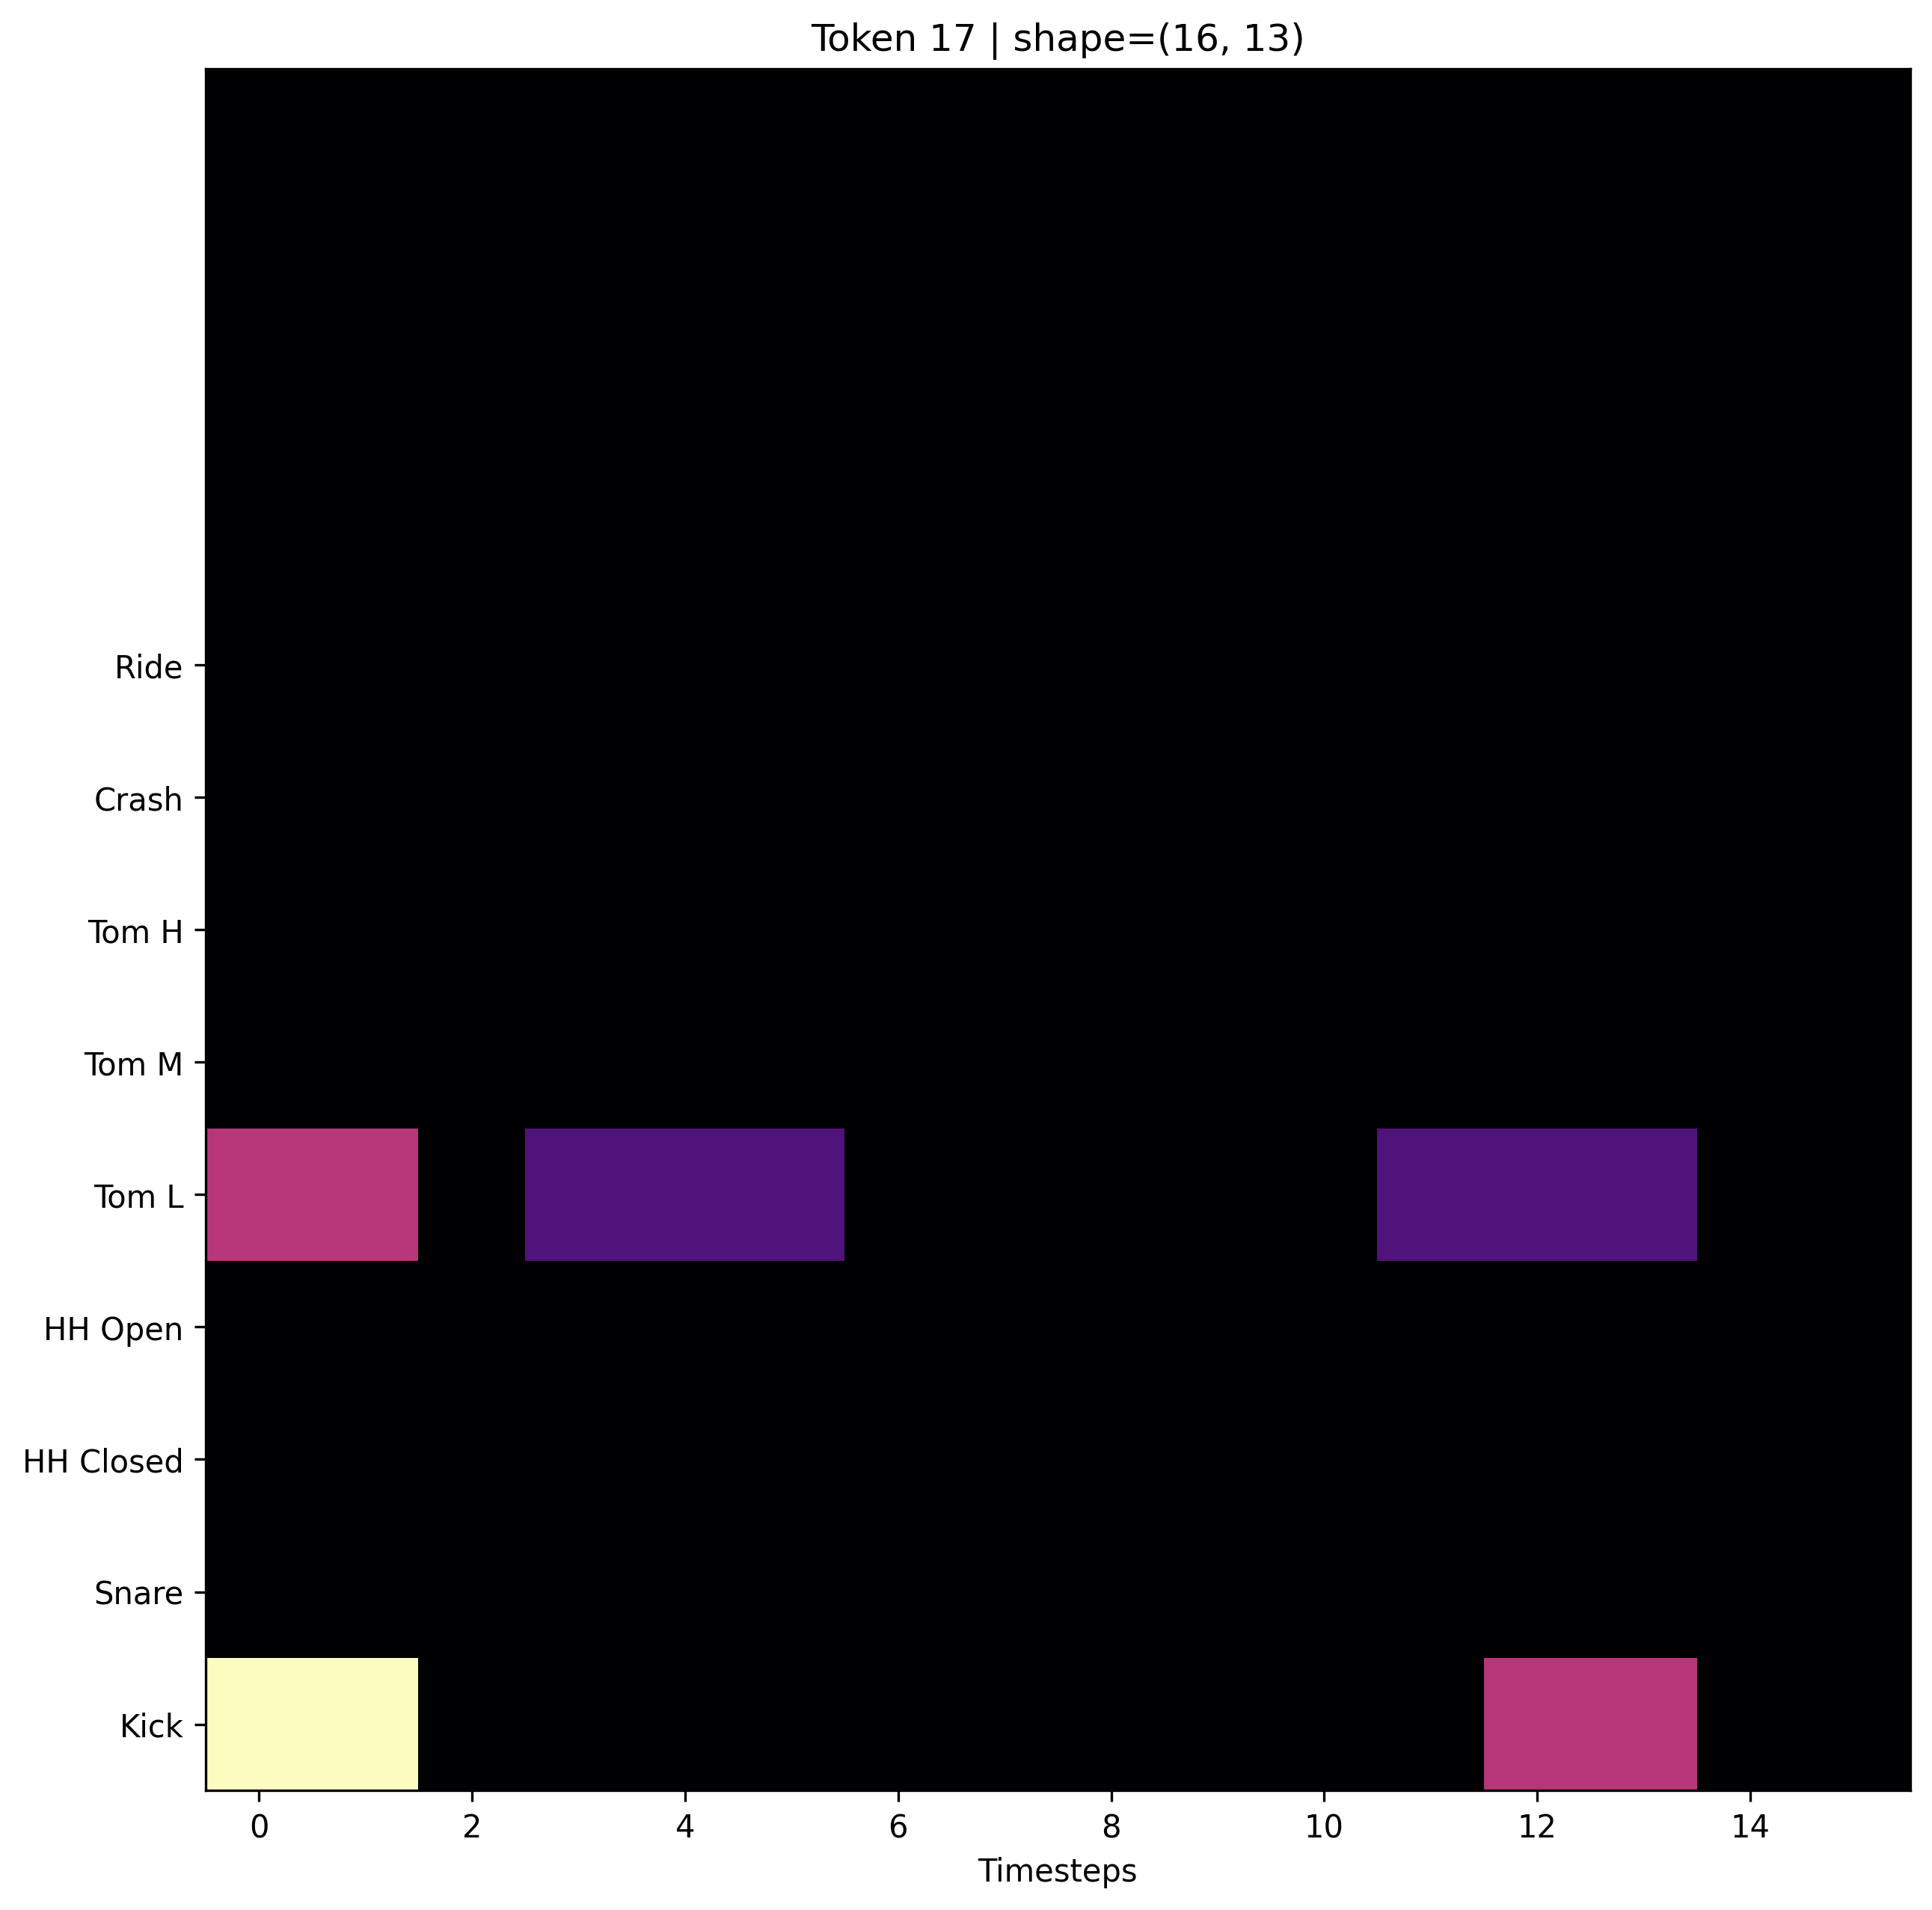 Token 17 | shape=(16, 13)
Ride
Crash
Tom H
Tom M
Tom L
HH Open
HH Closed
Snare
Kick
0 2 4 6 8 10 12 14
Timesteps